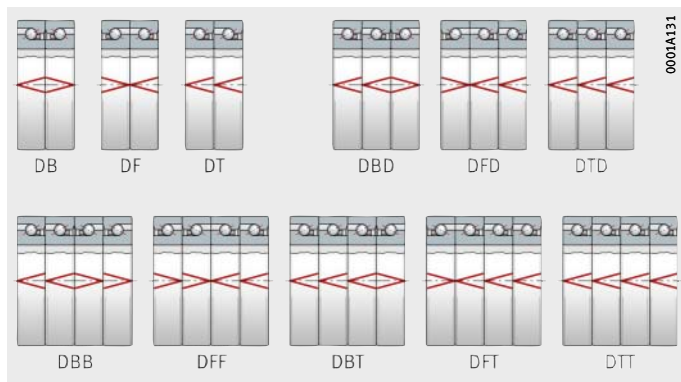 0001A131
DB DF DT DBD DFD DTD
DBB DFF DBT DFT DTT